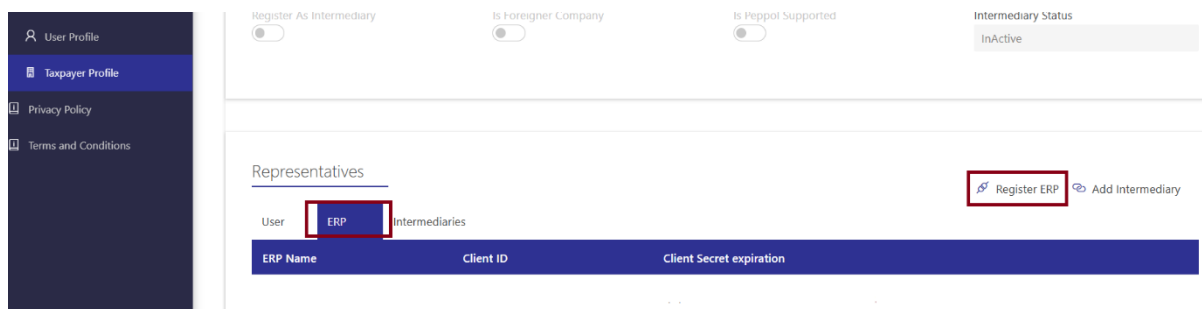 Register As Intermediary
Is Foreigner Company
Is Peppol Supported
Intermediary Status
InActive
User Profile
Taxpayer Profile
Privacy Policy
Terms and Conditions
Representatives
Register ERP
Add Intermediary
User
ERP
Intermediaries
ERP Name
Client ID
Client Secret expiration